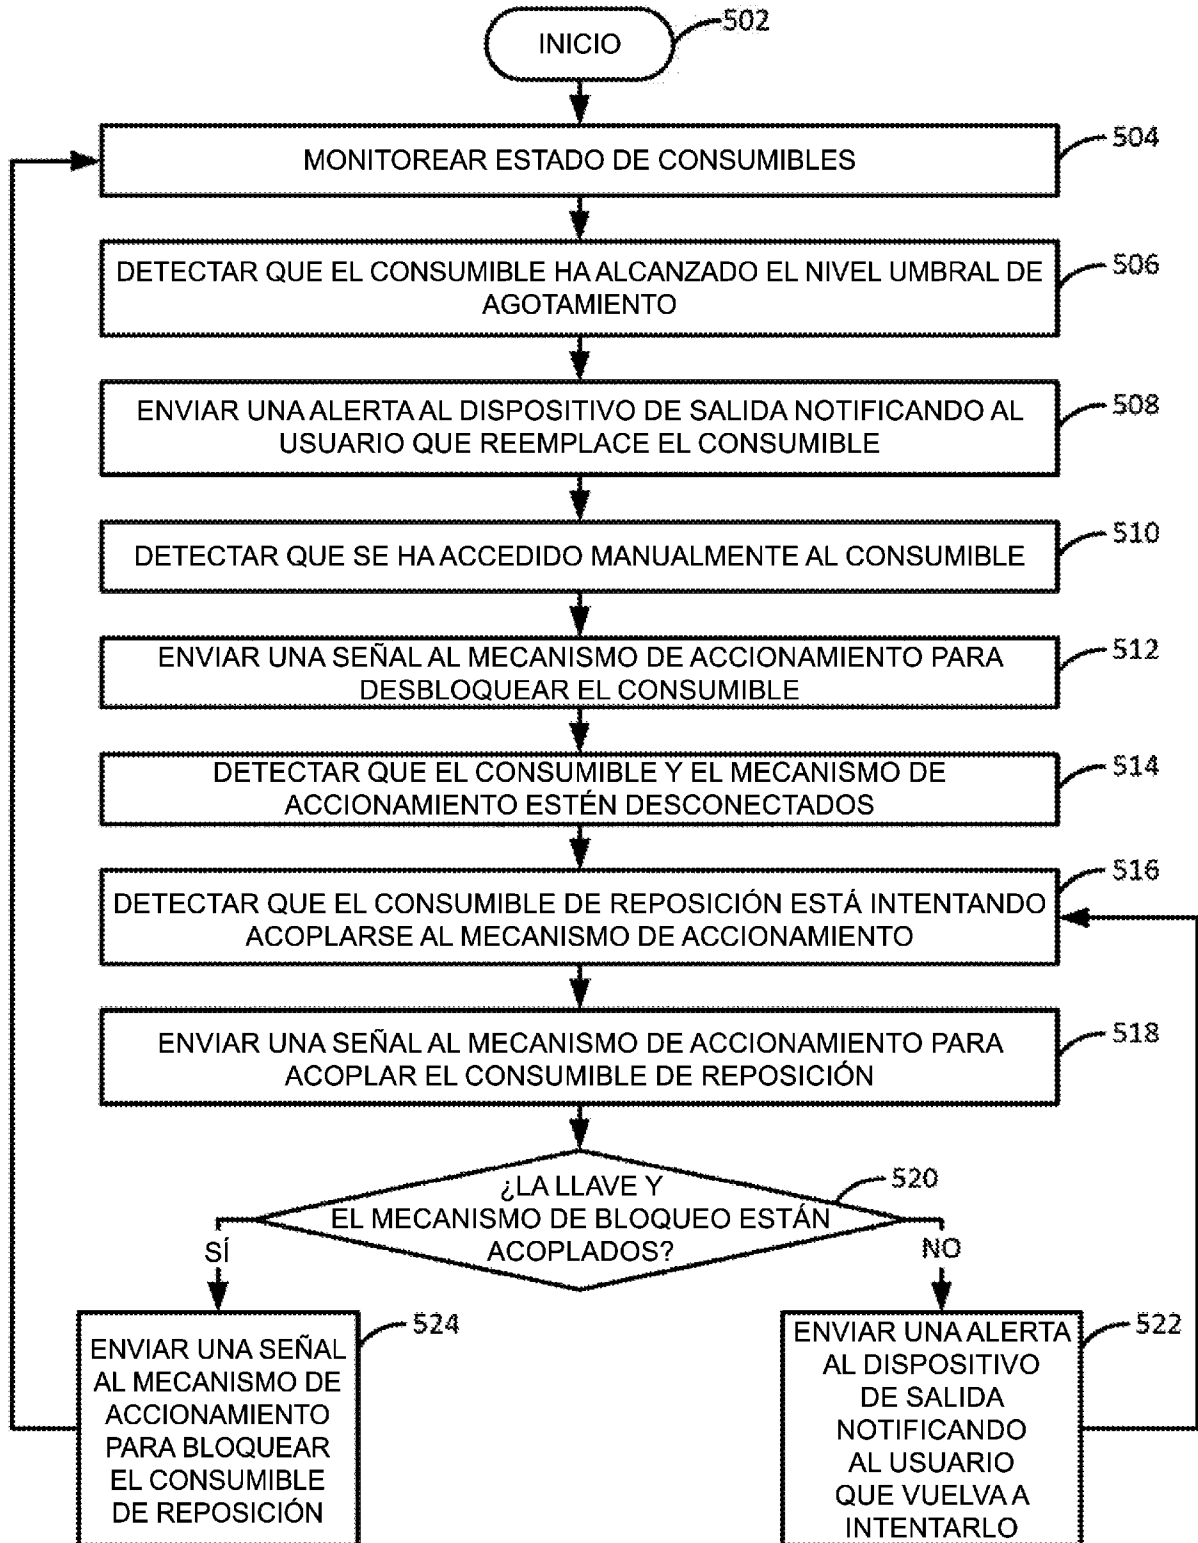 INICIO
502
MONITOREAR ESTADO DE CONSUMIBLES
504
DETECTAR QUE EL CONSUMIBLE HA ALCANZADO EL NIVEL UMBRAL DE
AGOTAMIENTO
506
ENVIAR UNA ALERTA AL DISPOSITIVO DE SALIDA NOTIFICANDO AL
USUARIO QUE REEMPLACE EL CONSUMIBLE
508
DETECTAR QUE SE HA ACCEDIDO MANUALMENTE AL CONSUMIBLE
510
ENVIAR UNA SEÑAL AL MECANISMO DE ACCIONAMIENTO PARA
DESBLOQUEAR EL CONSUMIBLE
512
DETECTAR QUE EL CONSUMIBLE Y EL MECANISMO DE
ACCIONAMIENTO ESTÉN DESCONECTADOS
514
DETECTAR QUE EL CONSUMIBLE DE REPOSICIÓN ESTÁ INTENTANDO
ACOPLARSE AL MECANISMO DE ACCIONAMIENTO
516
ENVIAR UNA SEÑAL AL MECANISMO DE ACCIONAMIENTO PARA
ACOPLAR EL CONSUMIBLE DE REPOSICIÓN
518
¿LA LLAVE Y
EL MECANISMO DE BLOQUEO ESTÁN
ACOPLADOS?
520
SÍ
NO
ENVIAR UNA SEÑAL
AL MECANISMO DE
ACCIONAMIENTO
PARA BLOQUEAR
EL CONSUMIBLE
DE REPOSICIÓN
524
ENVIAR UNA ALERTA
AL DISPOSITIVO
DE SALIDA
NOTIFICANDO
AL USUARIO
QUE VUELVA A
INTENTARLO
522